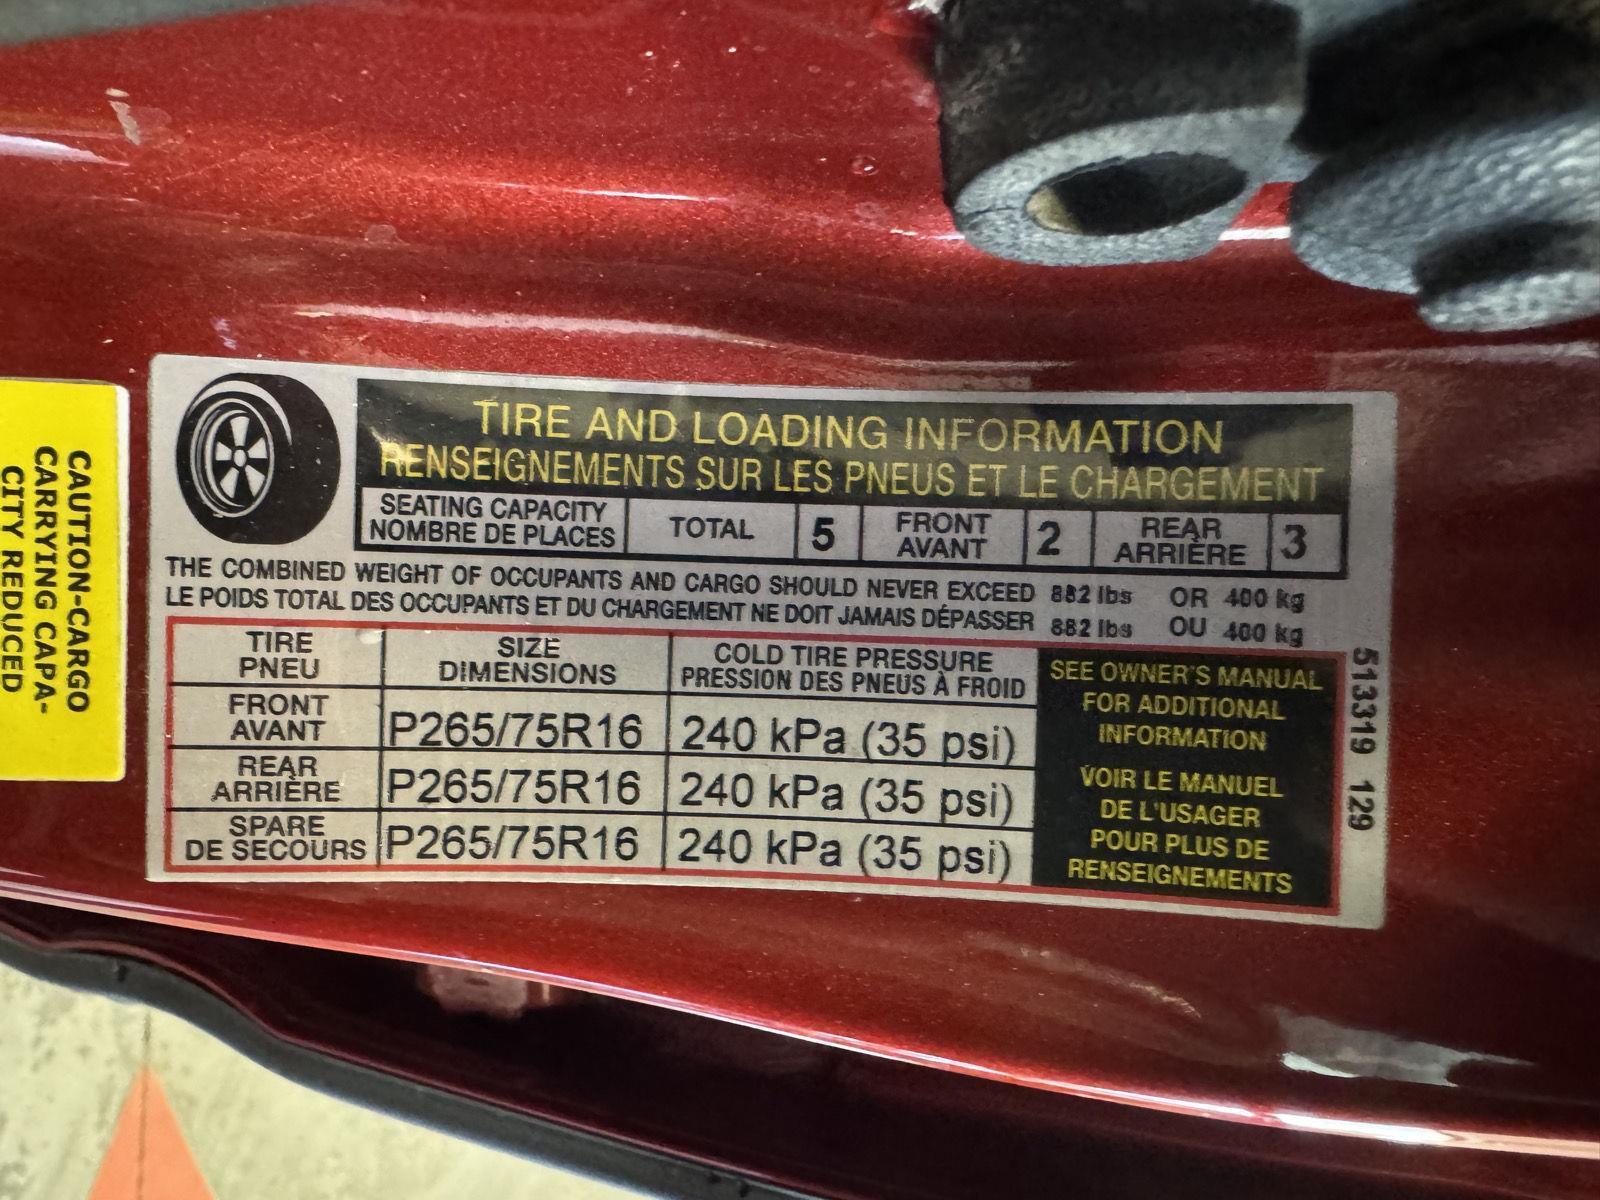 CAUTION-CARGO
CARRYING CAPA-
CITY REDUCED
TIRE AND LOADING INFORMATION
RENSEIGNEMENTS SUR LES PNEUS ET LE CHARGEMENT
SEATING CAPACITY TOTAL 5 FRONT 2 REAR 3
NOMBRE DE PLACES AVANT ARRIÈRE
THE COMBINED WEIGHT OF OCCUPANTS AND CARGO SHOULD NEVER EXCEED 882 lbs OR 400 kg
LE POIDS TOTAL DES OCCUPANTS ET DU CHARGEMENT NE DOIT JAMAIS DÉPASSER 882 lbs OU 400 kg
TIRE SIZE COLD TIRE PRESSURE
PNEU DIMENSIONS PRESSION DES PNEUS À FROID
FRONT
AVANT P265/75R16 240 kPa (35 psi)
REAR
ARRIÈRE P265/75R16 240 kPa (35 psi)
SPARE
DE SECOURS P265/75R16 240 kPa (35 psi)
SEE OWNER'S MANUAL
FOR ADDITIONAL
INFORMATION
VOIR LE MANUEL
DE L'USAGER
POUR PLUS DE
RENSEIGNEMENTS
513319 129